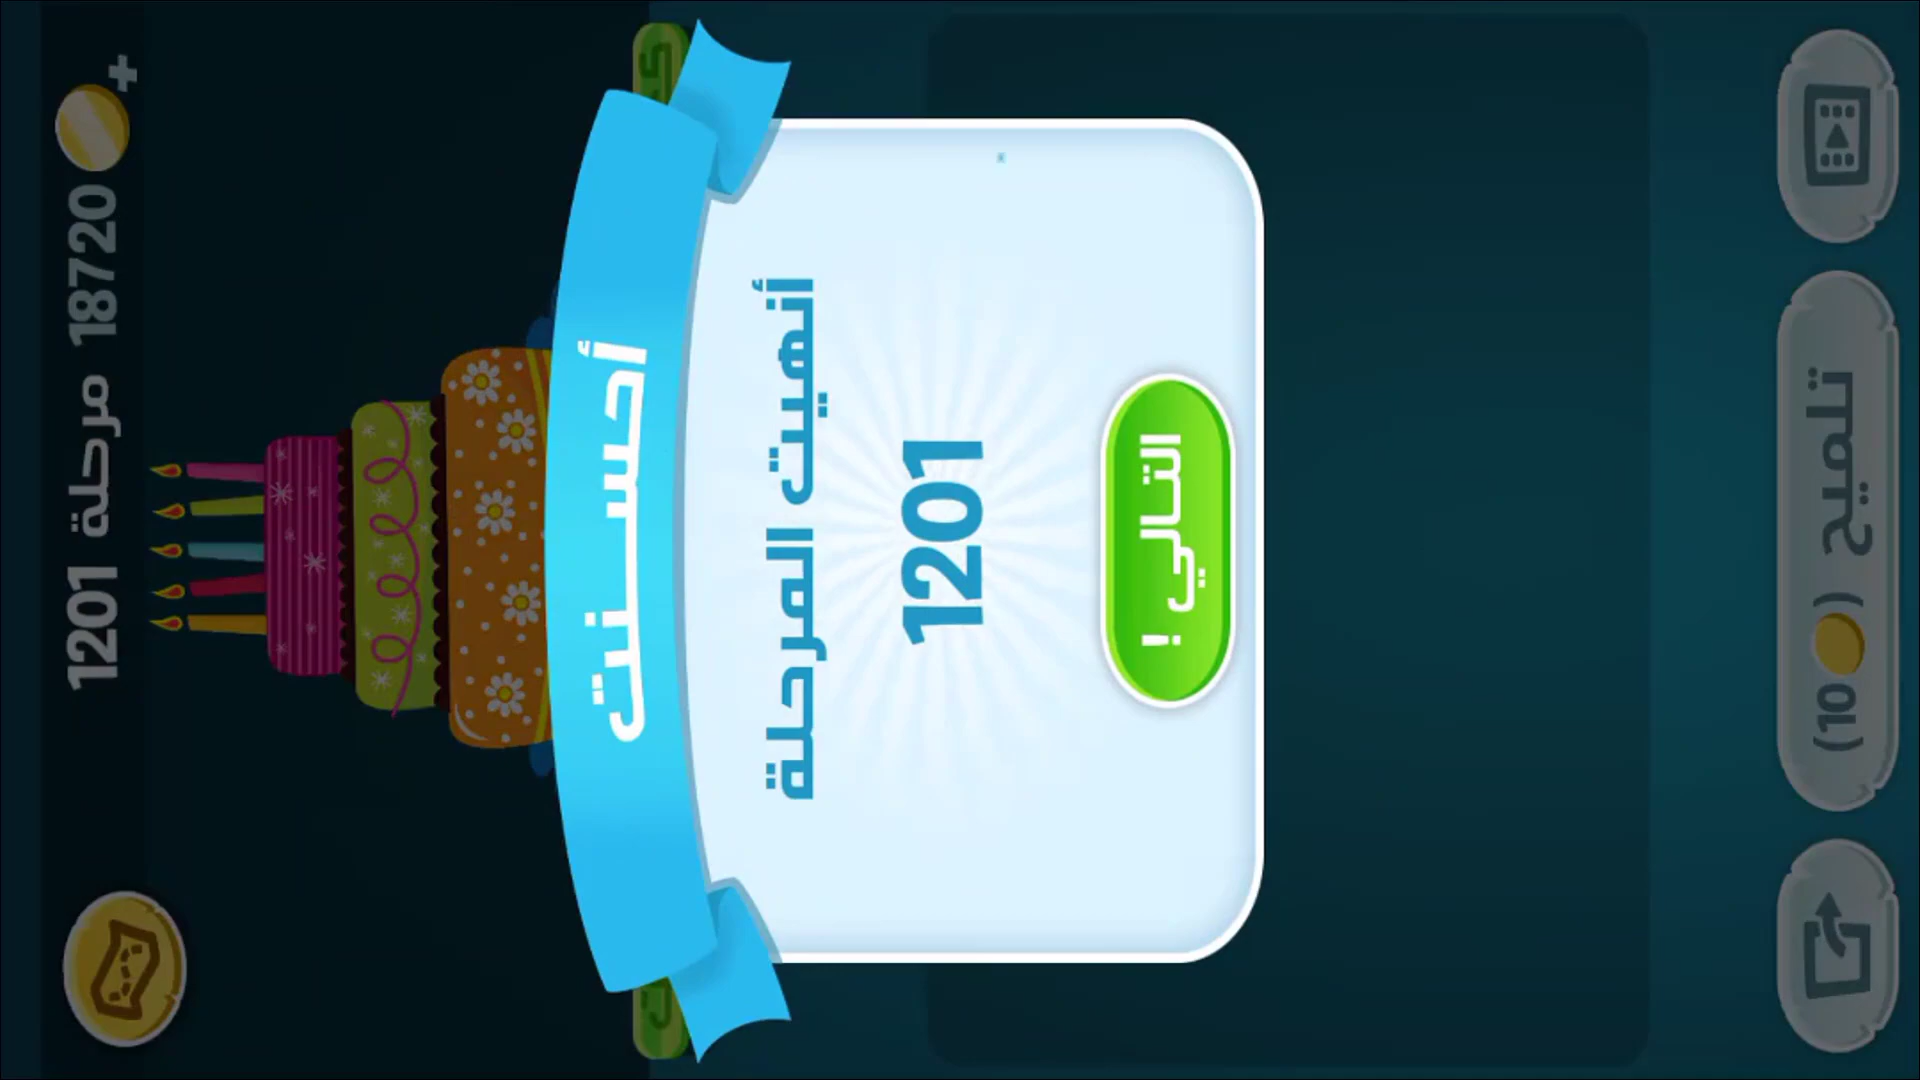 مرحلة 1201
18720
+
أحسنت
أنهيت المرحلة
1201
التالي !
تلميح (10)